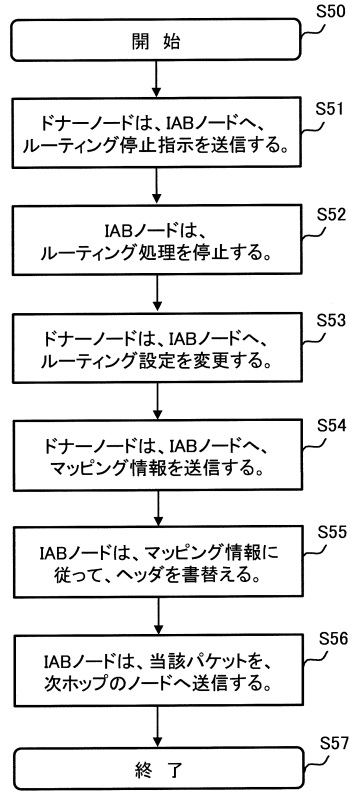 S50
開　始
S51
ドナーノードは、IABノードへ、
ルーティング停止指示を送信する。
S52
IABノードは、
ルーティング処理を停止する。
S53
ドナーノードは、IABノードへ、
ルーティング設定を変更する。
S54
ドナーノードは、IABノードへ、
マッピング情報を送信する。
S55
IABノードは、マッピング情報に
従って、ヘッダを書替える。
S56
IABノードは、当該パケットを、
次ホップのノードへ送信する。
S57
終　了